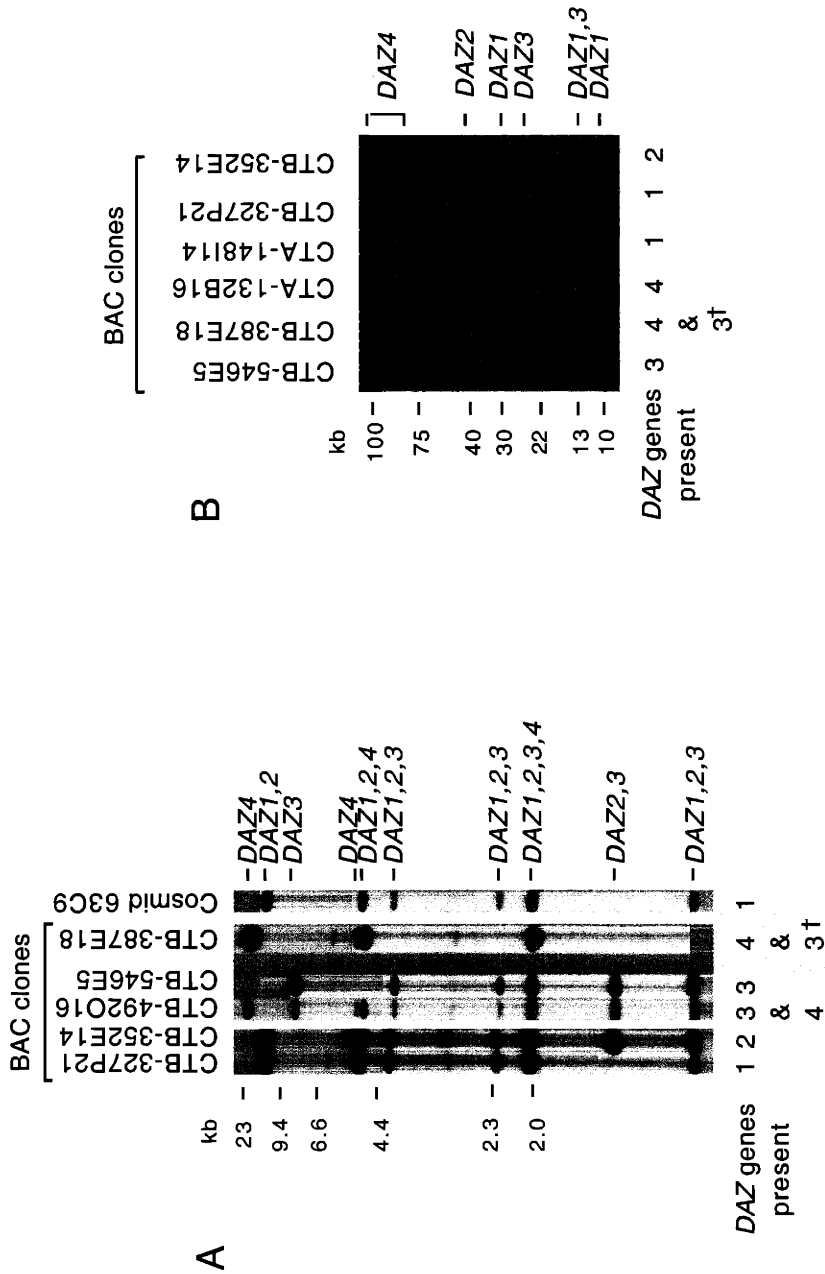 A
BAC clones
CTB-327P21
CTB-352E14
CTB-492O16
CTB-546E5
CTB-387E18
Cosmid 63C9
kb
23
9.4
6.6
4.4
2.3
2.0
DAZ4
DAZ1,2
DAZ3
DAZ4
DAZ1,2,4
DAZ1,2,3
DAZ1,2,3
DAZ1,2,3,4
DAZ2,3
DAZ1,2,3
DAZ genes 1 2 3 3 4 1
present & &
4 3†
B
BAC clones
CTB-546E5
CTB-387E18
CTA-132B16
CTA-148I14
CTB-327P21
CTB-352E14
kb
100
75
40
30
22
13
10
DAZ4
DAZ2
DAZ1
DAZ3
DAZ1,3
DAZ1
DAZ genes 3 4 4 1 1 2
present &
3†